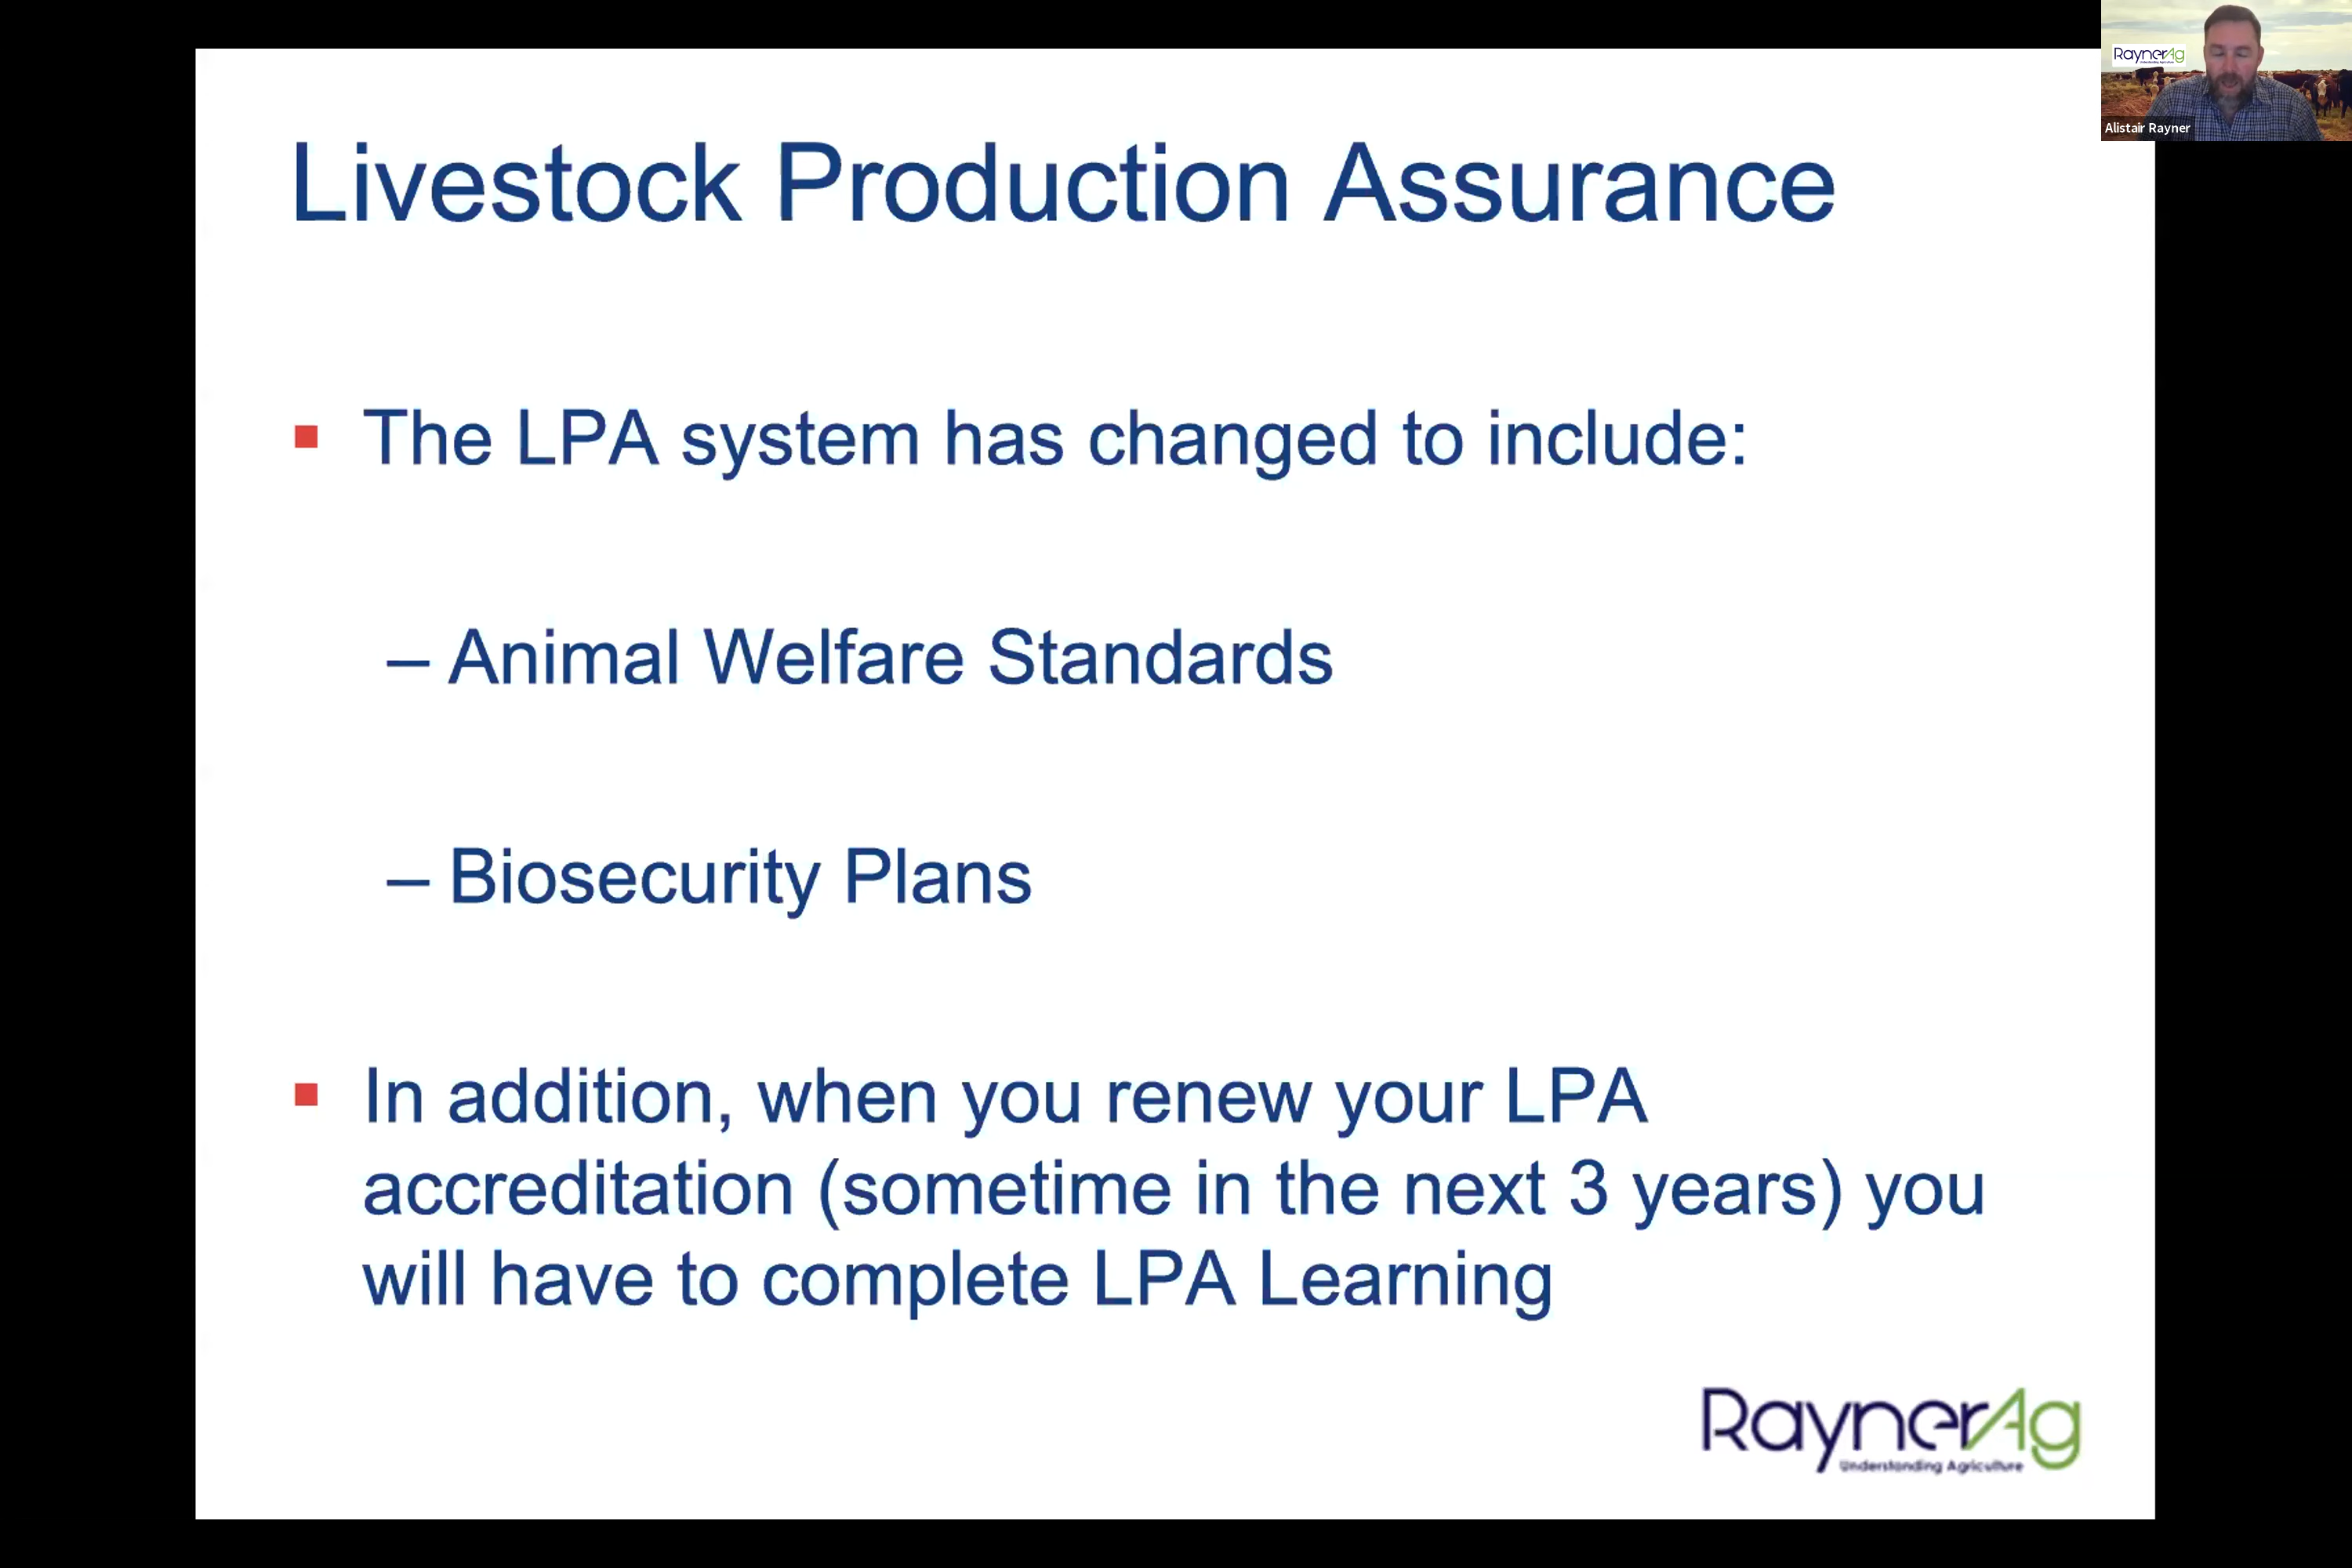 Livestock Production Assurance
The LPA system has changed to include:
– Animal Welfare Standards
– Biosecurity Plans
In addition, when you renew your LPA
accreditation (sometime in the next 3 years) you
will have to complete LPA Learning
RaynerAg
Understanding Agriculture
RaynerAg
Alistair Rayner